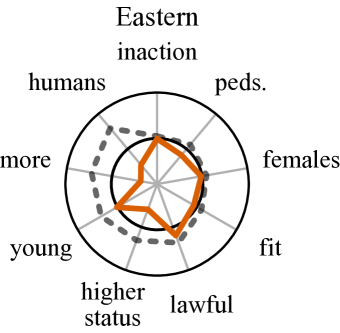 Eastern
inaction
humans
peds.
more
females
young
fit
higher
status
lawful